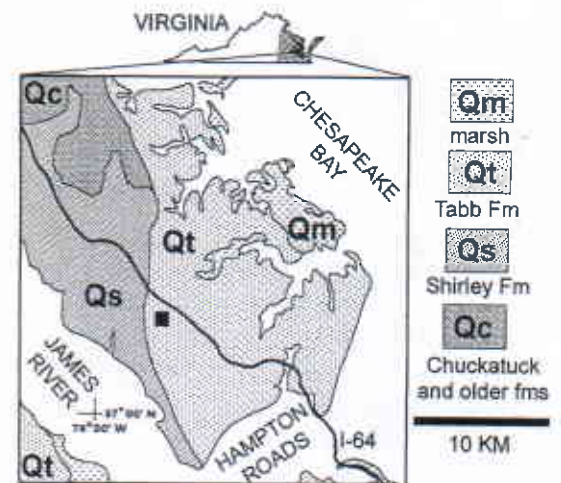 VIRGINIA
Qc
CHESAPEAKE
BAY
Qt
Qm
Qs
JAMES
RIVER
37°00' N
76°30' W
HAMPTON
ROADS
I-64
Qt
Qm
marsh
Qt
Tabb Fm
Qs
Shirley Fm
Qc
Chuckatuck
and older fms
10 KM